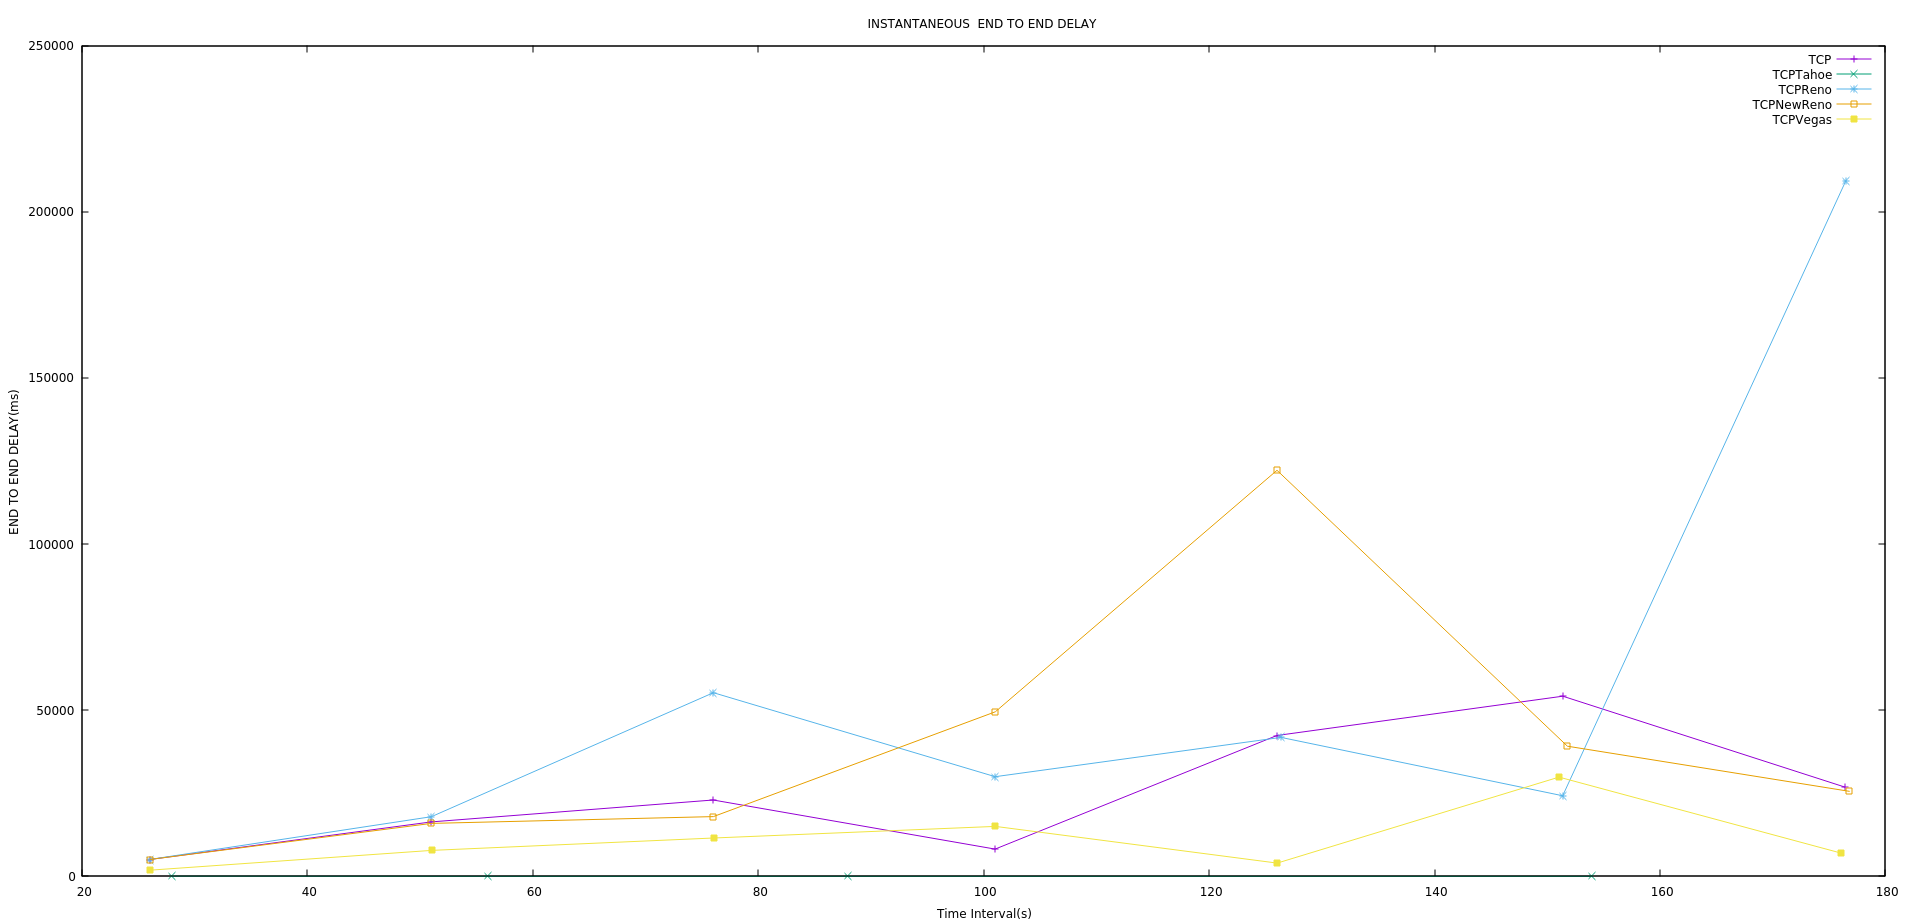 INSTANTANEOUS  END TO END DELAY
250000
200000
150000
100000
50000
0
END TO END DELAY(ms)
TCP
TCPTahoe
TCPReno
TCPNewReno
TCPVegas
20 40 60 80 100 120 140 160 180
Time Interval(s)